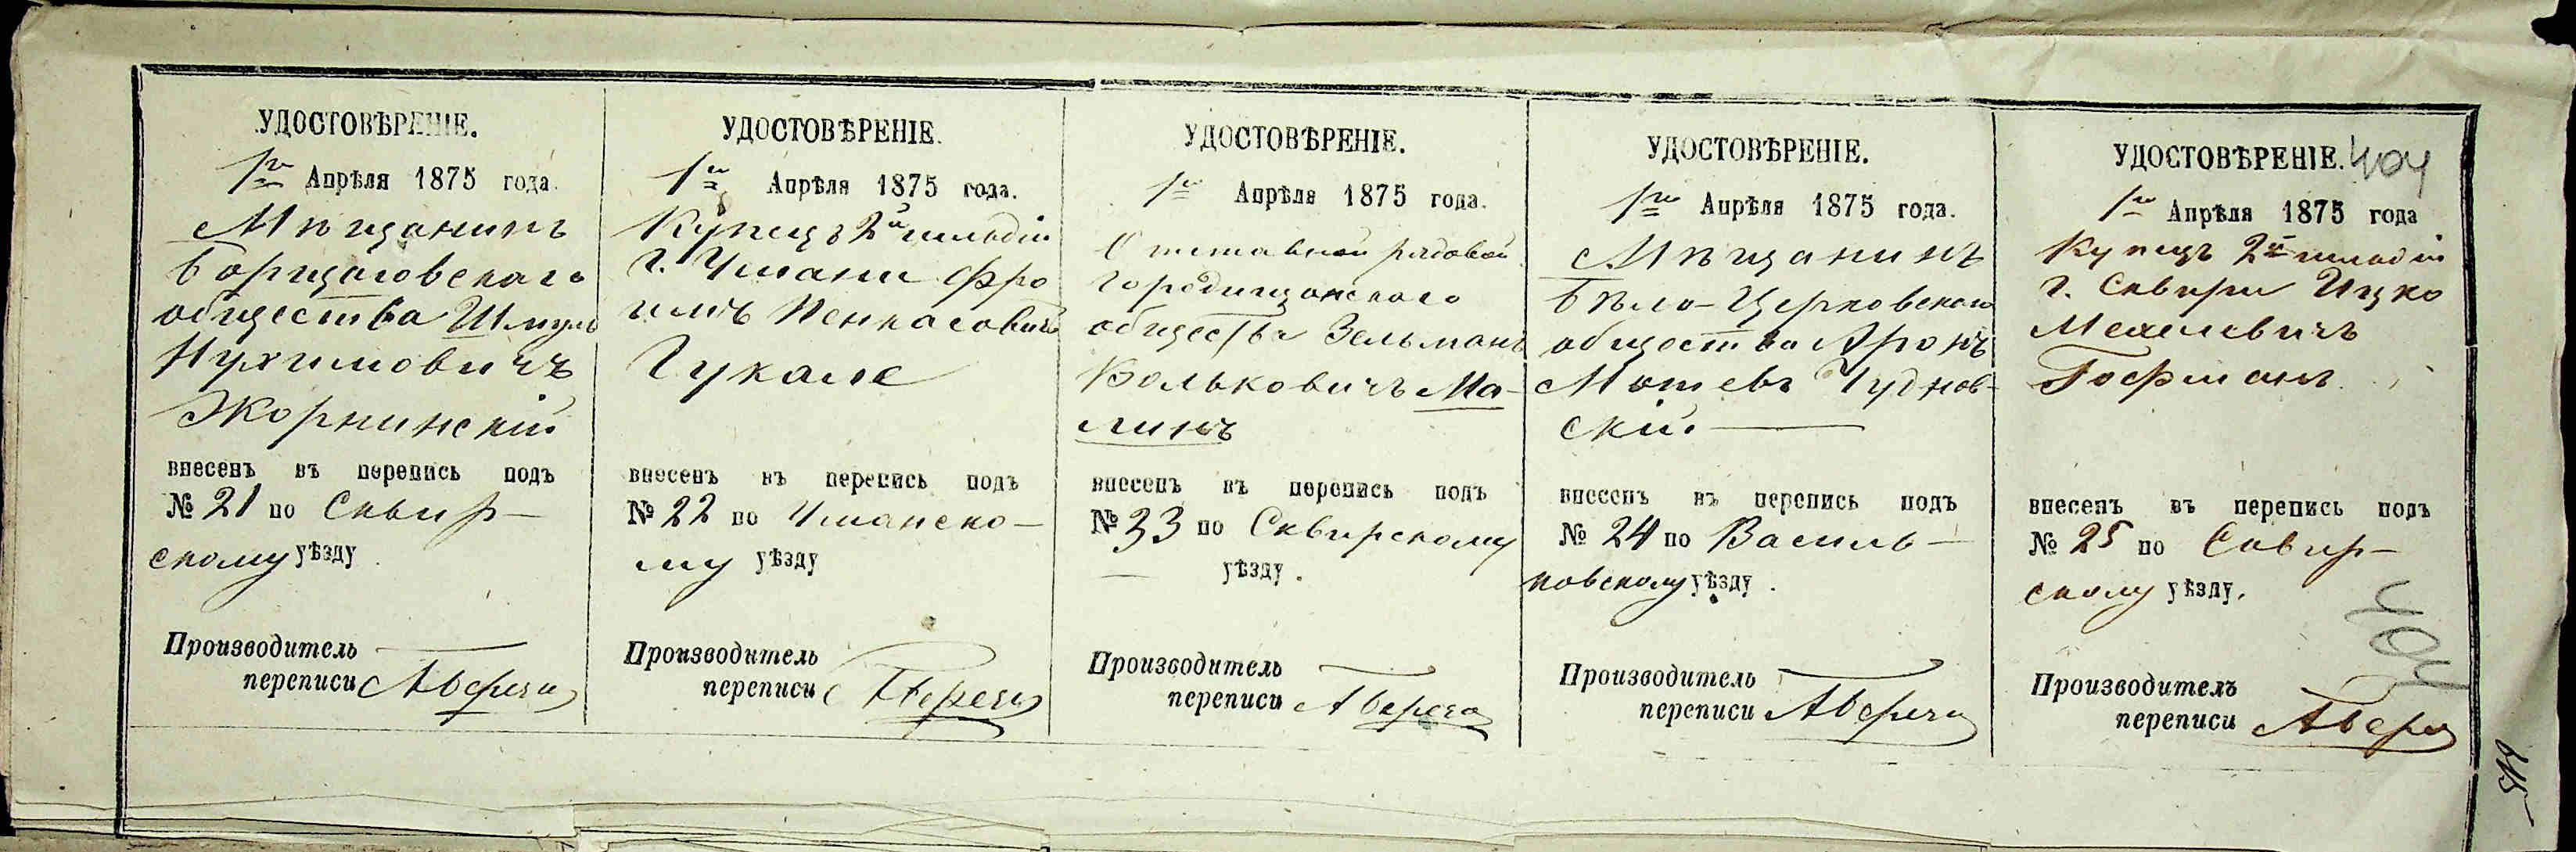 УДОСТОВѢРЕНІЕ.
1го Апрѣля 1875 года.
Мѣщанинъ
Борщаговскаго
общества Шмуль
Нухимовичъ
Жорнинскій
внесенъ въ перепись подъ
№ 21 по Сквир-
скому уѣзду
Производитель
переписи
УДОСТОВѢРЕНІЕ.
1го Апрѣля 1875 года.
Купецъ 2й гильдіи
г. Умани Фро
имъ Пенкасовичъ
внесенъ въ перепись подъ
№ 22 по Уманско-
му уѣзду
Производитель
переписи
УДОСТОВѢРЕНІЕ.
1го Апрѣля 1875 года.
Отставной рядовой
Городищанскаго
общества Зельманъ
Вольковичъ Ма-
линъ
внесенъ въ перепись подъ
№ 23 по Сквирскому
уѣзду.
Производитель
переписи
УДОСТОВѢРЕНІЕ.
1го Апрѣля 1875 года.
Мѣщанинъ
Бѣло-Церковскаго
общества Аронъ
Мотевъ Чуднов-
скій
внесенъ въ перепись подъ
№ 24 по Василь-
ковскому уѣзду.
Производитель
переписи
УДОСТОВѢРЕНІЕ. 404
1го Апрѣля 1875 года
Купецъ 2й гильдіи
г. Сквиры Ицко
Мехелевичъ
Гофманъ.
внесенъ въ перепись подъ
№ 25 по Сквир-
скому уѣзду.
404
Производитель
переписи